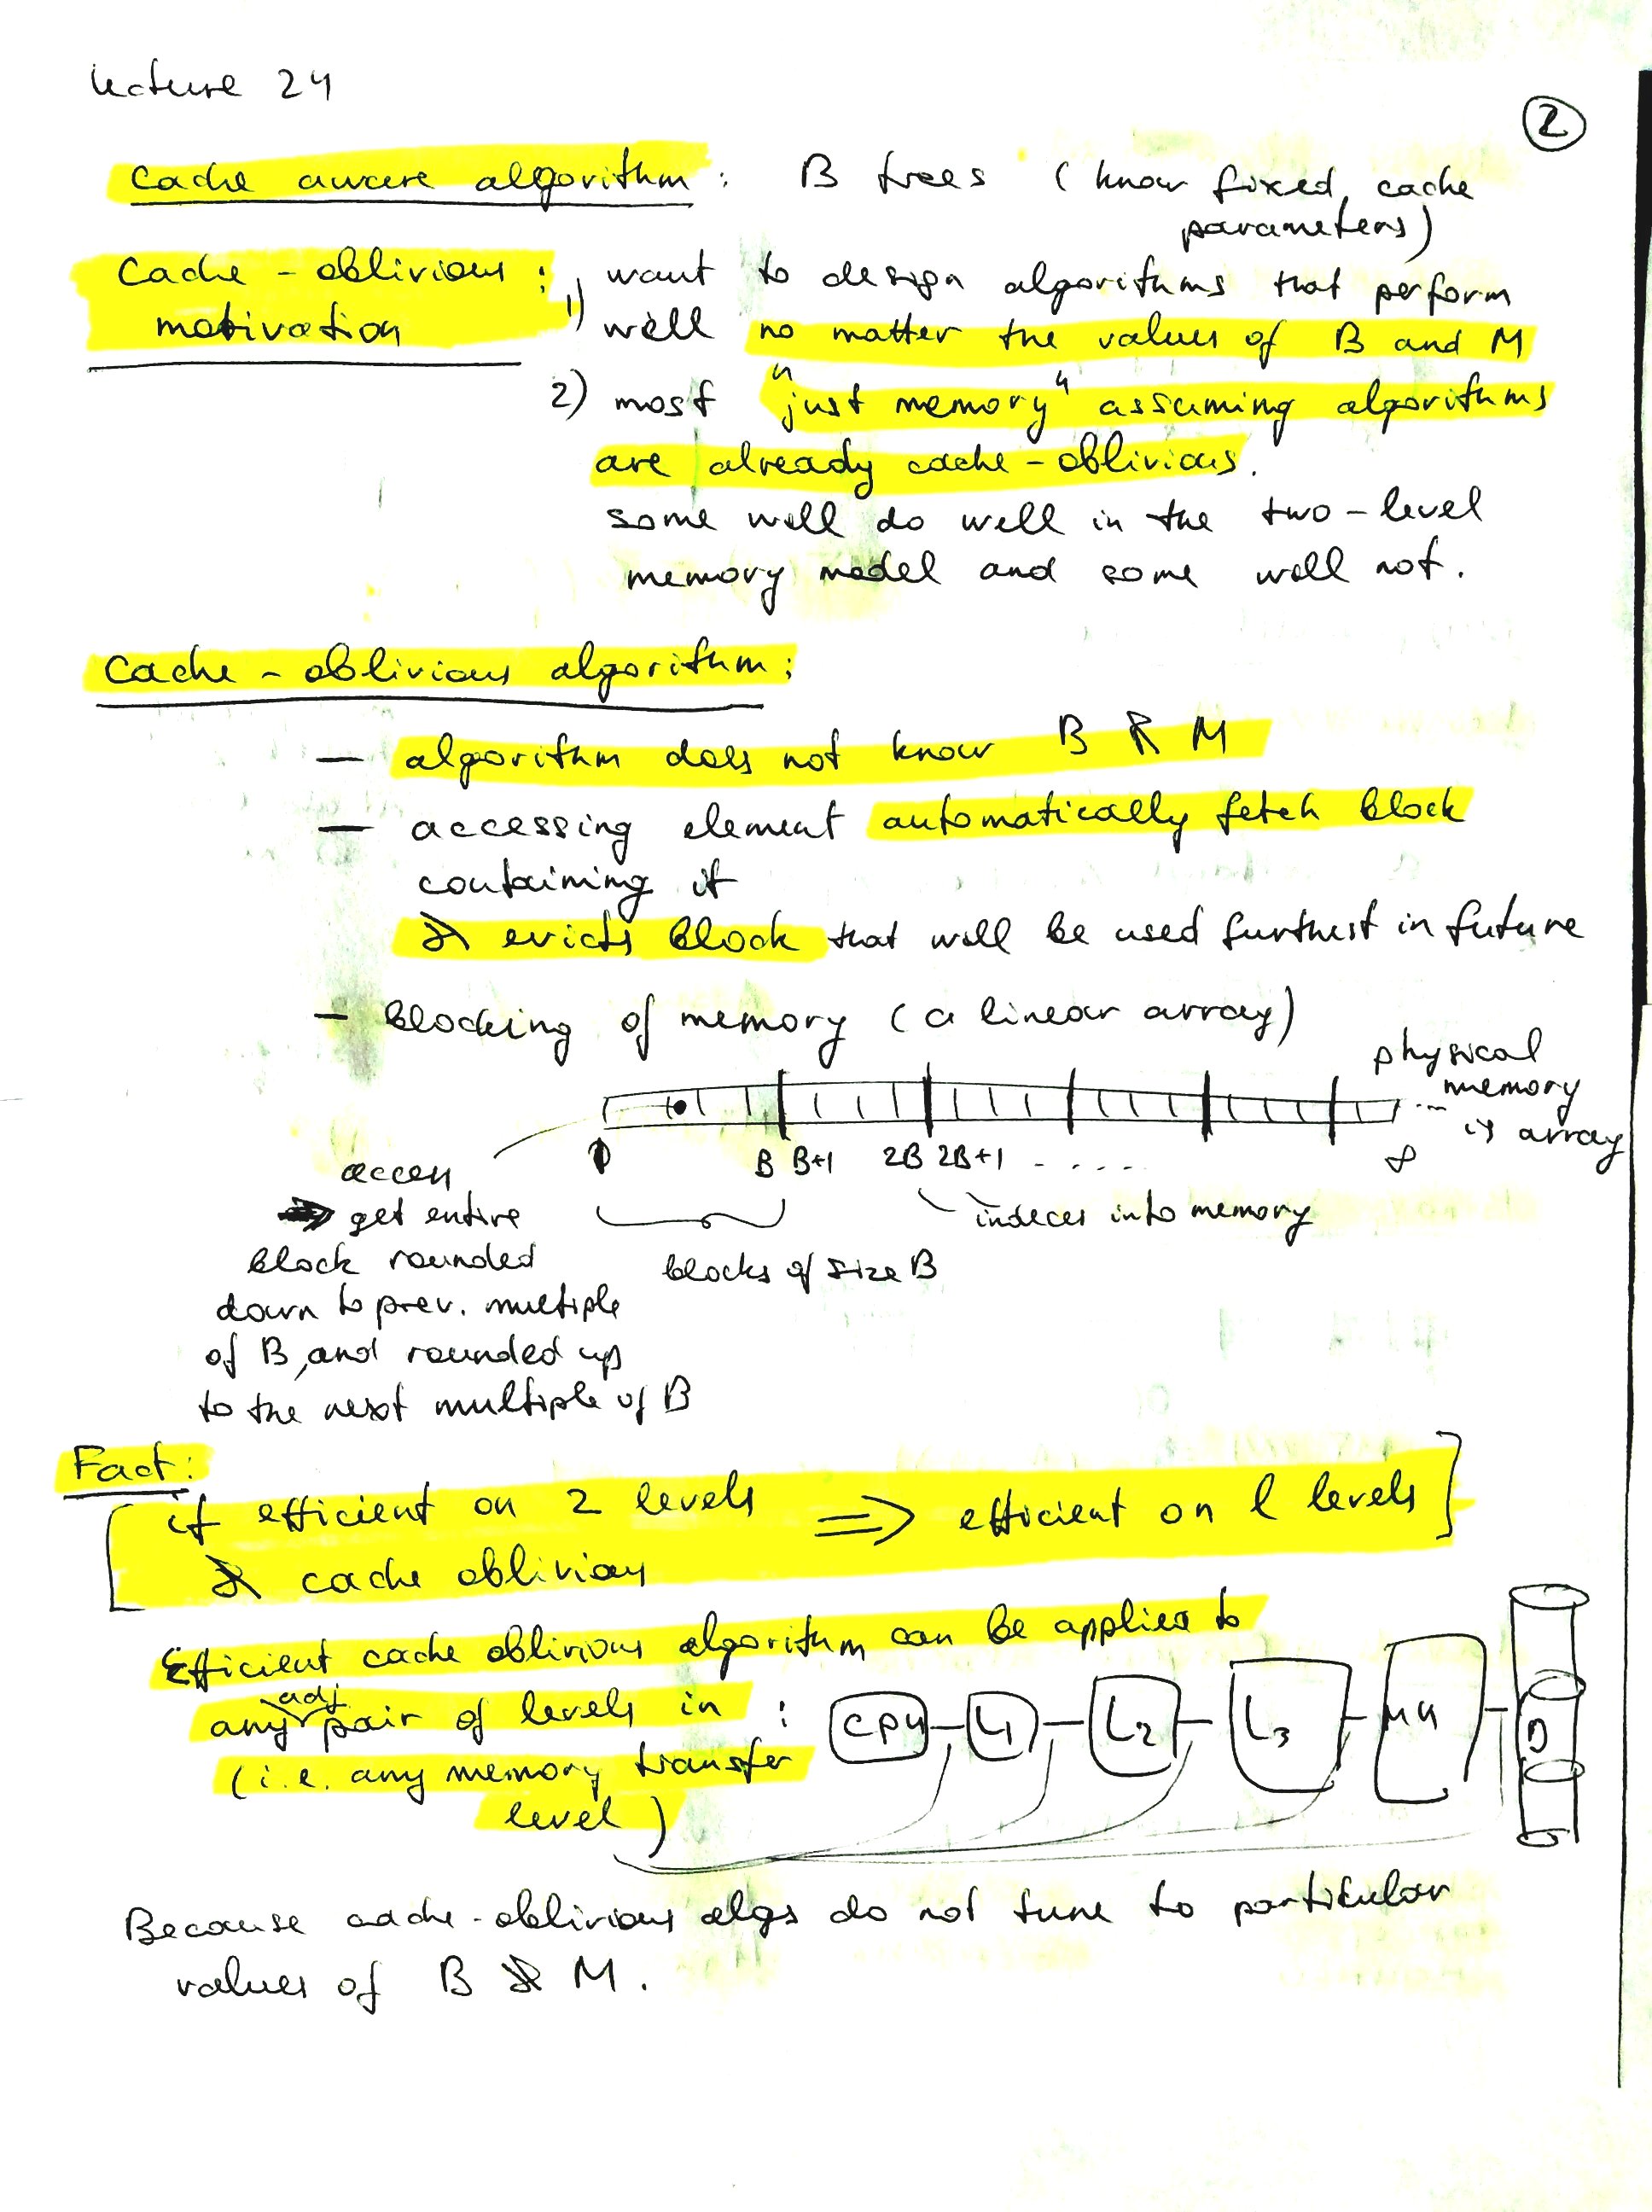 Lecture 24
2
Cache aware algorithm: B trees (know fixed, cache
parameters)
Cache-oblivious: 1) want to design algorithms that perform
motivation well no matter the values of B and M
2) most "just memory" assuming algorithms
are already cache-oblivious.
some will do well in the two-level
memory model and some will not.
Cache-oblivious algorithm:
— algorithm does not know B & M
— accessing element automatically fetch block
containing it
& evicts block that will be used furthest in future
- Blocking of memory (a linear array)
physical
memory
is array
B B+1 2B 2B+1 .....
access
⇒ get entire
indeces into memory
block rounded
blocks of size B
down to prev. multiple
of B, and rounded up
to the next multiple of B
Fact:
[if efficient on 2 levels ⇒ efficient on l levels]
& cache oblivious
Efficient cache oblivious algorithm can be applied to
any adj pair of levels in :
CPU L1 L2 L3 MM D
(i.e. any memory transfer
level)
Because cache-oblivious algs do not tune to particular
values of B & M.